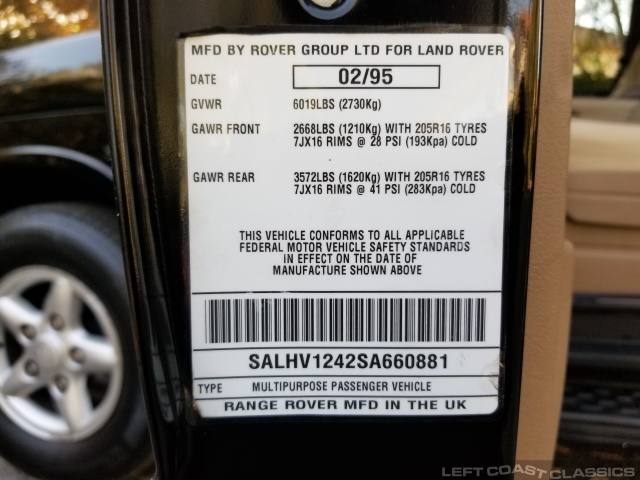 MFD BY ROVER GROUP LTD FOR LAND ROVER
DATE 02/95
GVWR 6019LBS (2730Kg)
GAWR FRONT 2668LBS (1210Kg) WITH 205R16 TYRES
7JX16 RIMS @ 28 PSI (193Kpa) COLD
GAWR REAR 3572LBS (1620Kg) WITH 205R16 TYRES
7JX16 RIMS @ 41 PSI (283Kpa) COLD
THIS VEHICLE CONFORMS TO ALL APPLICABLE
FEDERAL MOTOR VEHICLE SAFETY STANDARDS
IN EFFECT ON THE DATE OF
MANUFACTURE SHOWN ABOVE
SALHV1242SA660881
TYPE MULTIPURPOSE PASSENGER VEHICLE
RANGE ROVER MFD IN THE UK
LEFT COAST CLASSICS